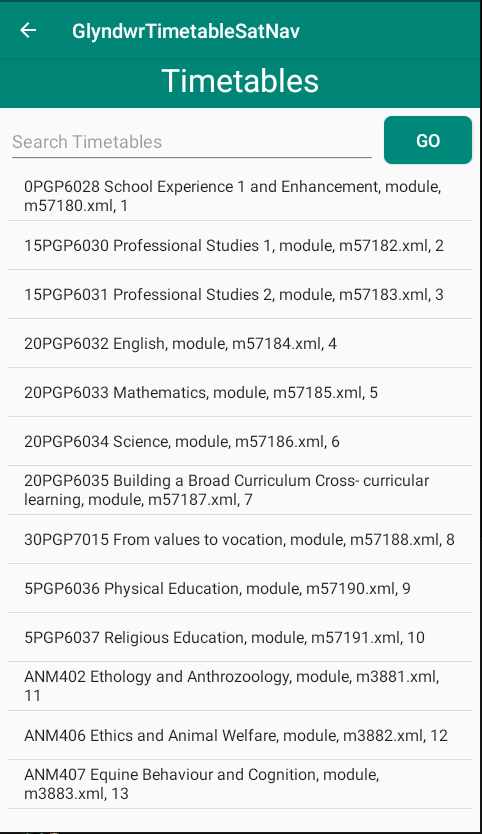 GlyndwrTimetableSatNav
Timetables
Search Timetables
GO
0PGP6028 School Experience 1 and Enhancement, module,
m57180.xml, 1
15PGP6030 Professional Studies 1, module, m57182.xml, 2
15PGP6031 Professional Studies 2, module, m57183.xml, 3
20PGP6032 English, module, m57184.xml, 4
20PGP6033 Mathematics, module, m57185.xml, 5
20PGP6034 Science, module, m57186.xml, 6
20PGP6035 Building a Broad Curriculum Cross- curricular
learning, module, m57187.xml, 7
30PGP7015 From values to vocation, module, m57188.xml, 8
5PGP6036 Physical Education, module, m57190.xml, 9
5PGP6037 Religious Education, module, m57191.xml, 10
ANM402 Ethology and Anthrozoology, module, m3881.xml,
11
ANM406 Ethics and Animal Welfare, module, m3882.xml, 12
ANM407 Equine Behaviour and Cognition, module,
m3883.xml, 13